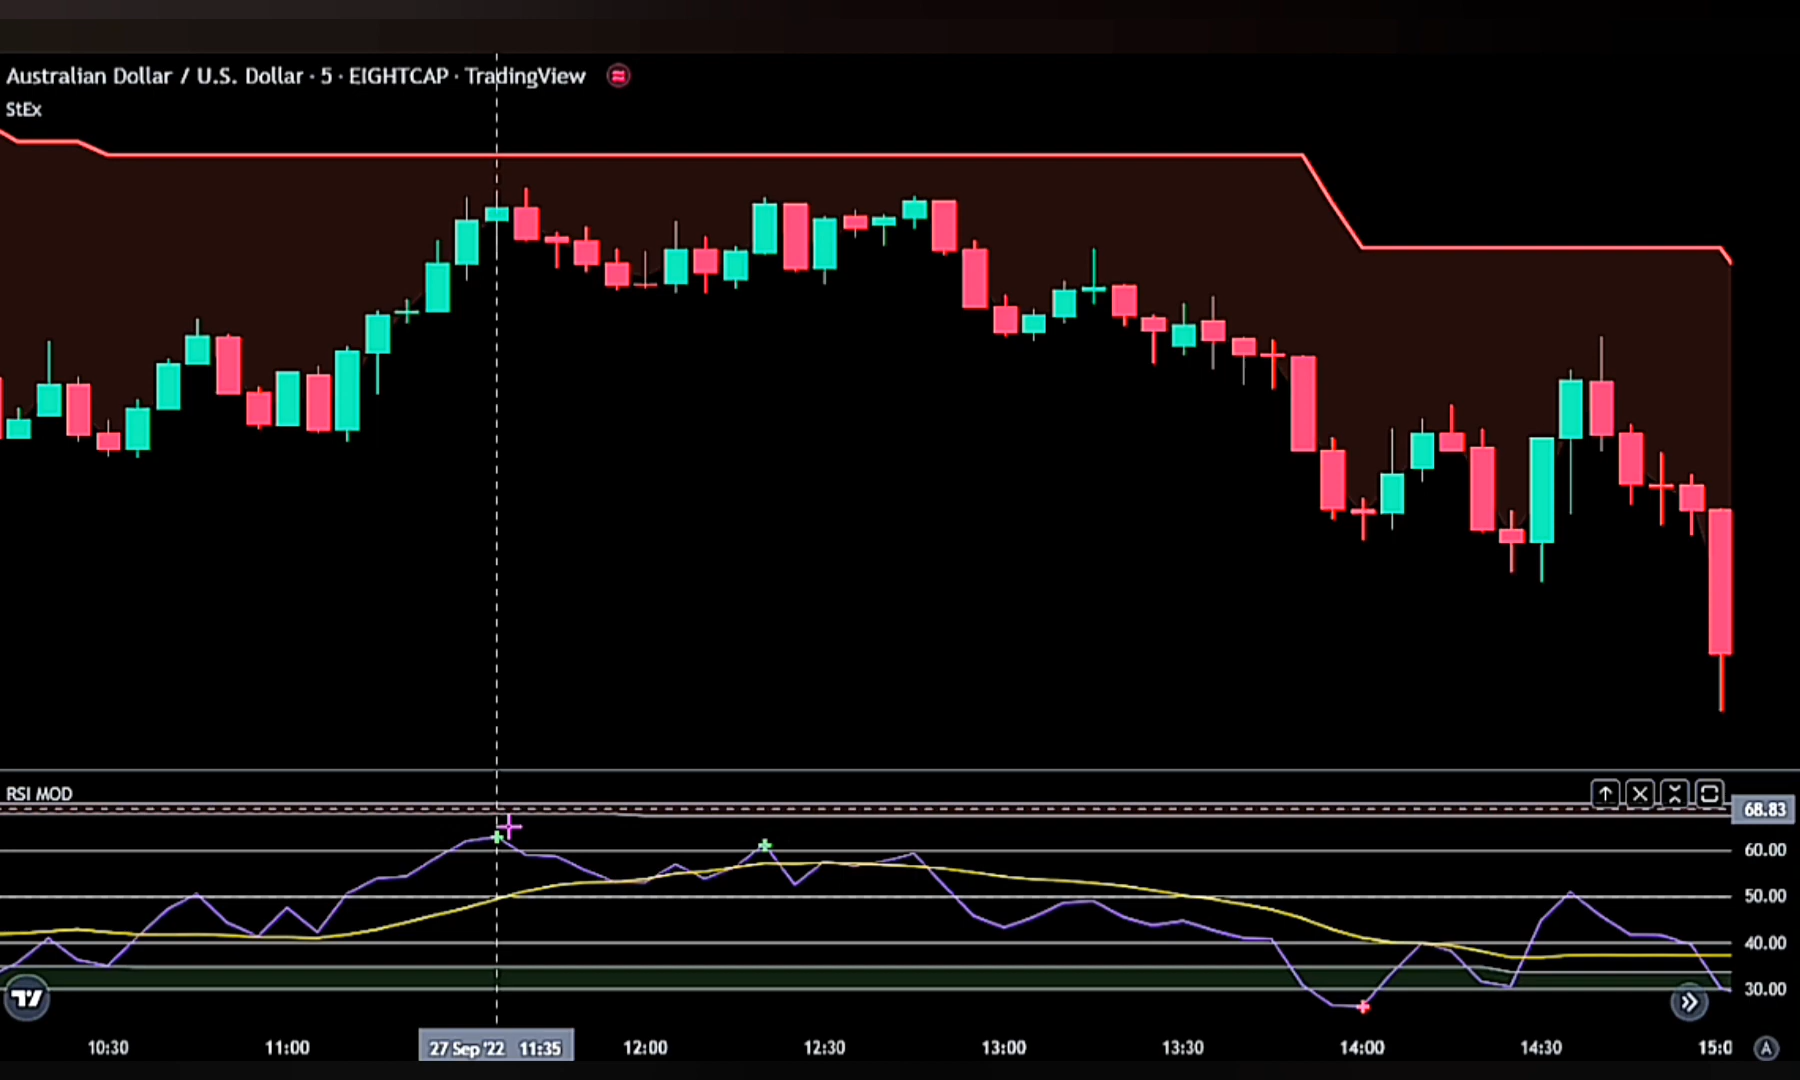 Australian Dollar / U.S. Dollar · 5 · EIGHTCAP · TradingView
StEx
RSI MOD
68.83
60.00
50.00
40.00
30.00
10:30 11:00 27 Sep '22 11:35 12:00 12:30 13:00 13:30 14:00 14:30 15:0 A